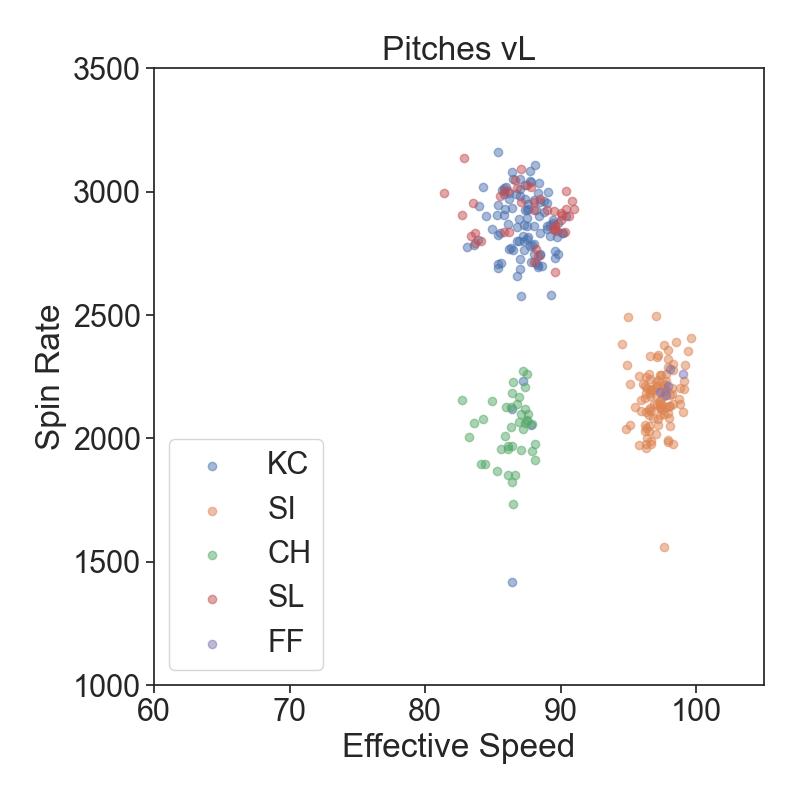 Pitches vL
3500
3000
2500
2000
1500
1000
Spin Rate
KC
SI
CH
SL
FF
60 70 80 90 100
Effective Speed